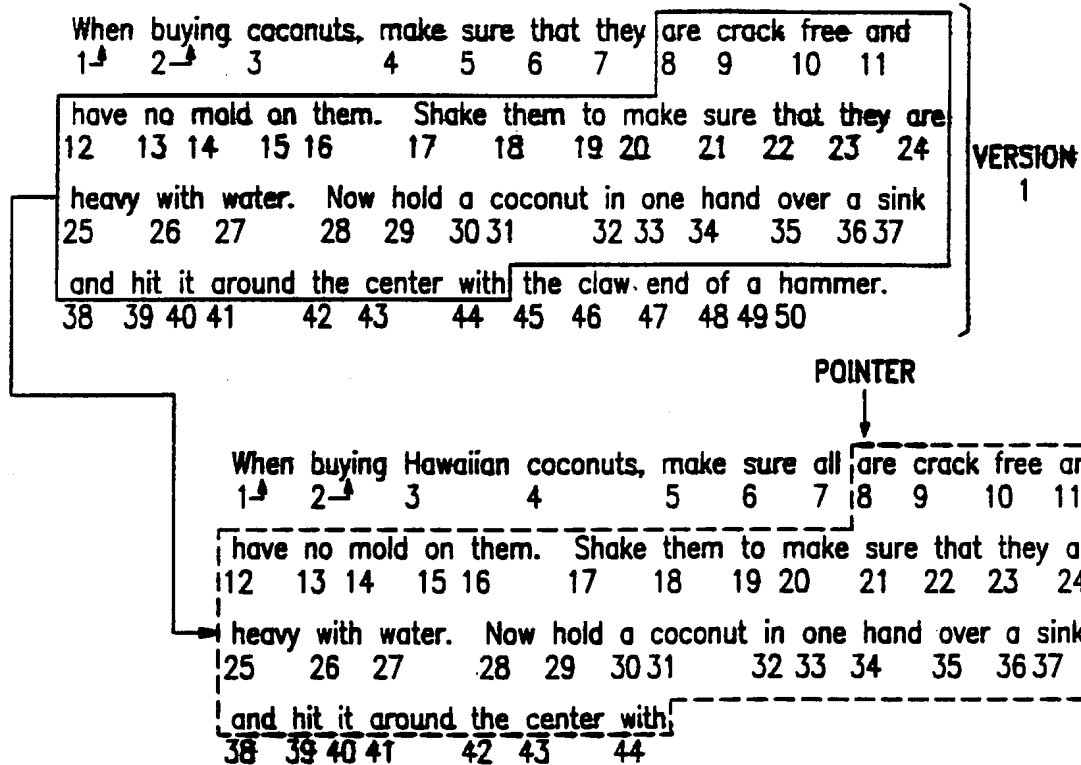 When buying coconuts, make sure that they are crack free and
1 2 3 4 5 6 7 8 9 10 11
have no mold on them. Shake them to make sure that they are
12 13 14 15 16 17 18 19 20 21 22 23 24
VERSION
1
heavy with water. Now hold a coconut in one hand over a sink
25 26 27 28 29 30 31 32 33 34 35 36 37
and hit it around the center with the claw end of a hammer.
38 39 40 41 42 43 44 45 46 47 48 49 50
POINTER
When buying Hawaiian coconuts, make sure all are crack free an
1 2 3 4 5 6 7 8 9 10 11
have no mold on them. Shake them to make sure that they a
12 13 14 15 16 17 18 19 20 21 22 23 24
heavy with water. Now hold a coconut in one hand over a sink
25 26 27 28 29 30 31 32 33 34 35 36 37
and hit it around the center with
38 39 40 41 42 43 44